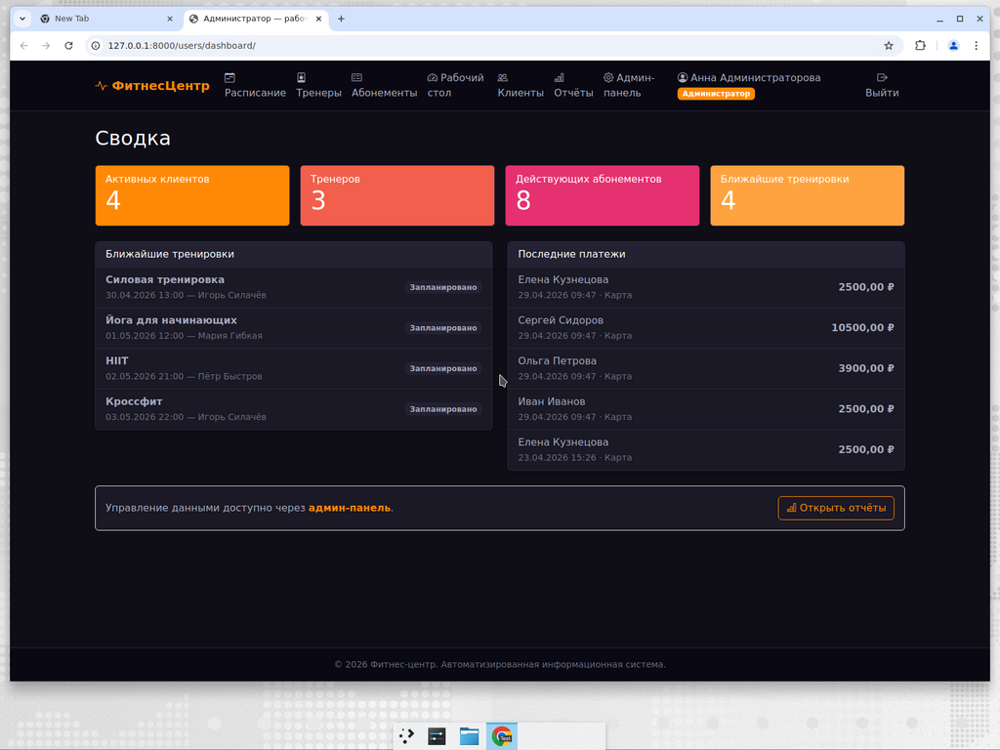 New Tab
Администратор — рабо
127.0.0.1:8000/users/dashboard/
ФитнесЦентр
Расписание
Тренеры
Абонементы
Рабочий стол
Клиенты
Отчёты
Админ-панель
Анна Администраторова
Администратор
Выйти
Сводка
Активных клиентов
4
Тренеров
3
Действующих абонементов
8
Ближайшие тренировки
4
Ближайшие тренировки
Силовая тренировка
30.04.2026 13:00 — Игорь Силачёв
Запланировано
Йога для начинающих
01.05.2026 12:00 — Мария Гибкая
Запланировано
HIIT
02.05.2026 21:00 — Пётр Быстров
Запланировано
Кроссфит
03.05.2026 22:00 — Игорь Силачёв
Запланировано
Последние платежи
Елена Кузнецова
29.04.2026 09:47 · Карта
2500,00 ₽
Сергей Сидоров
29.04.2026 09:47 · Карта
10500,00 ₽
Ольга Петрова
29.04.2026 09:47 · Карта
3900,00 ₽
Иван Иванов
29.04.2026 09:47 · Карта
2500,00 ₽
Елена Кузнецова
23.04.2026 15:26 · Карта
2500,00 ₽
Управление данными доступно через админ-панель.
Открыть отчёты
© 2026 Фитнес-центр. Автоматизированная информационная система.
Test